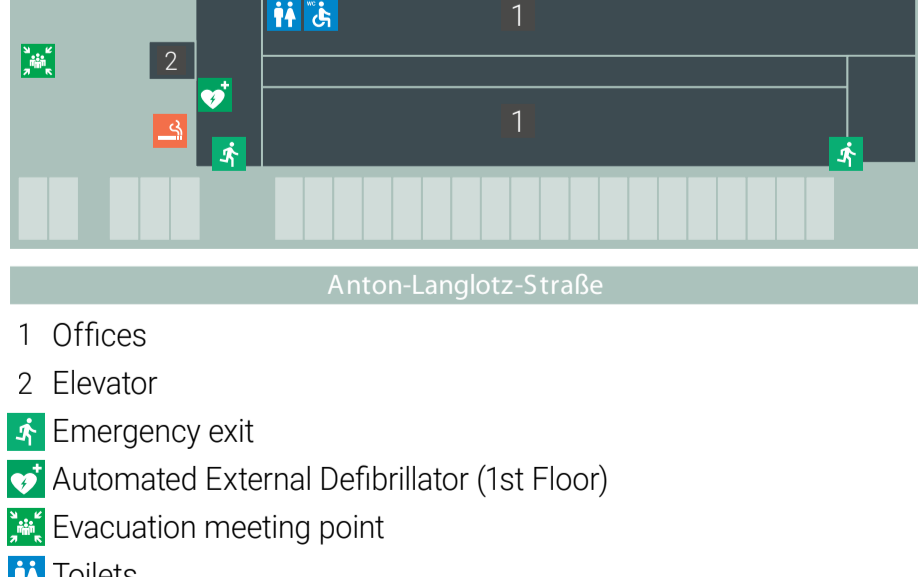 WC
1
2
1
Anton-Langlotz-Straße
1 Offices
2 Elevator
Emergency exit
Automated External Defibrillator (1st Floor)
Evacuation meeting point
Toilets